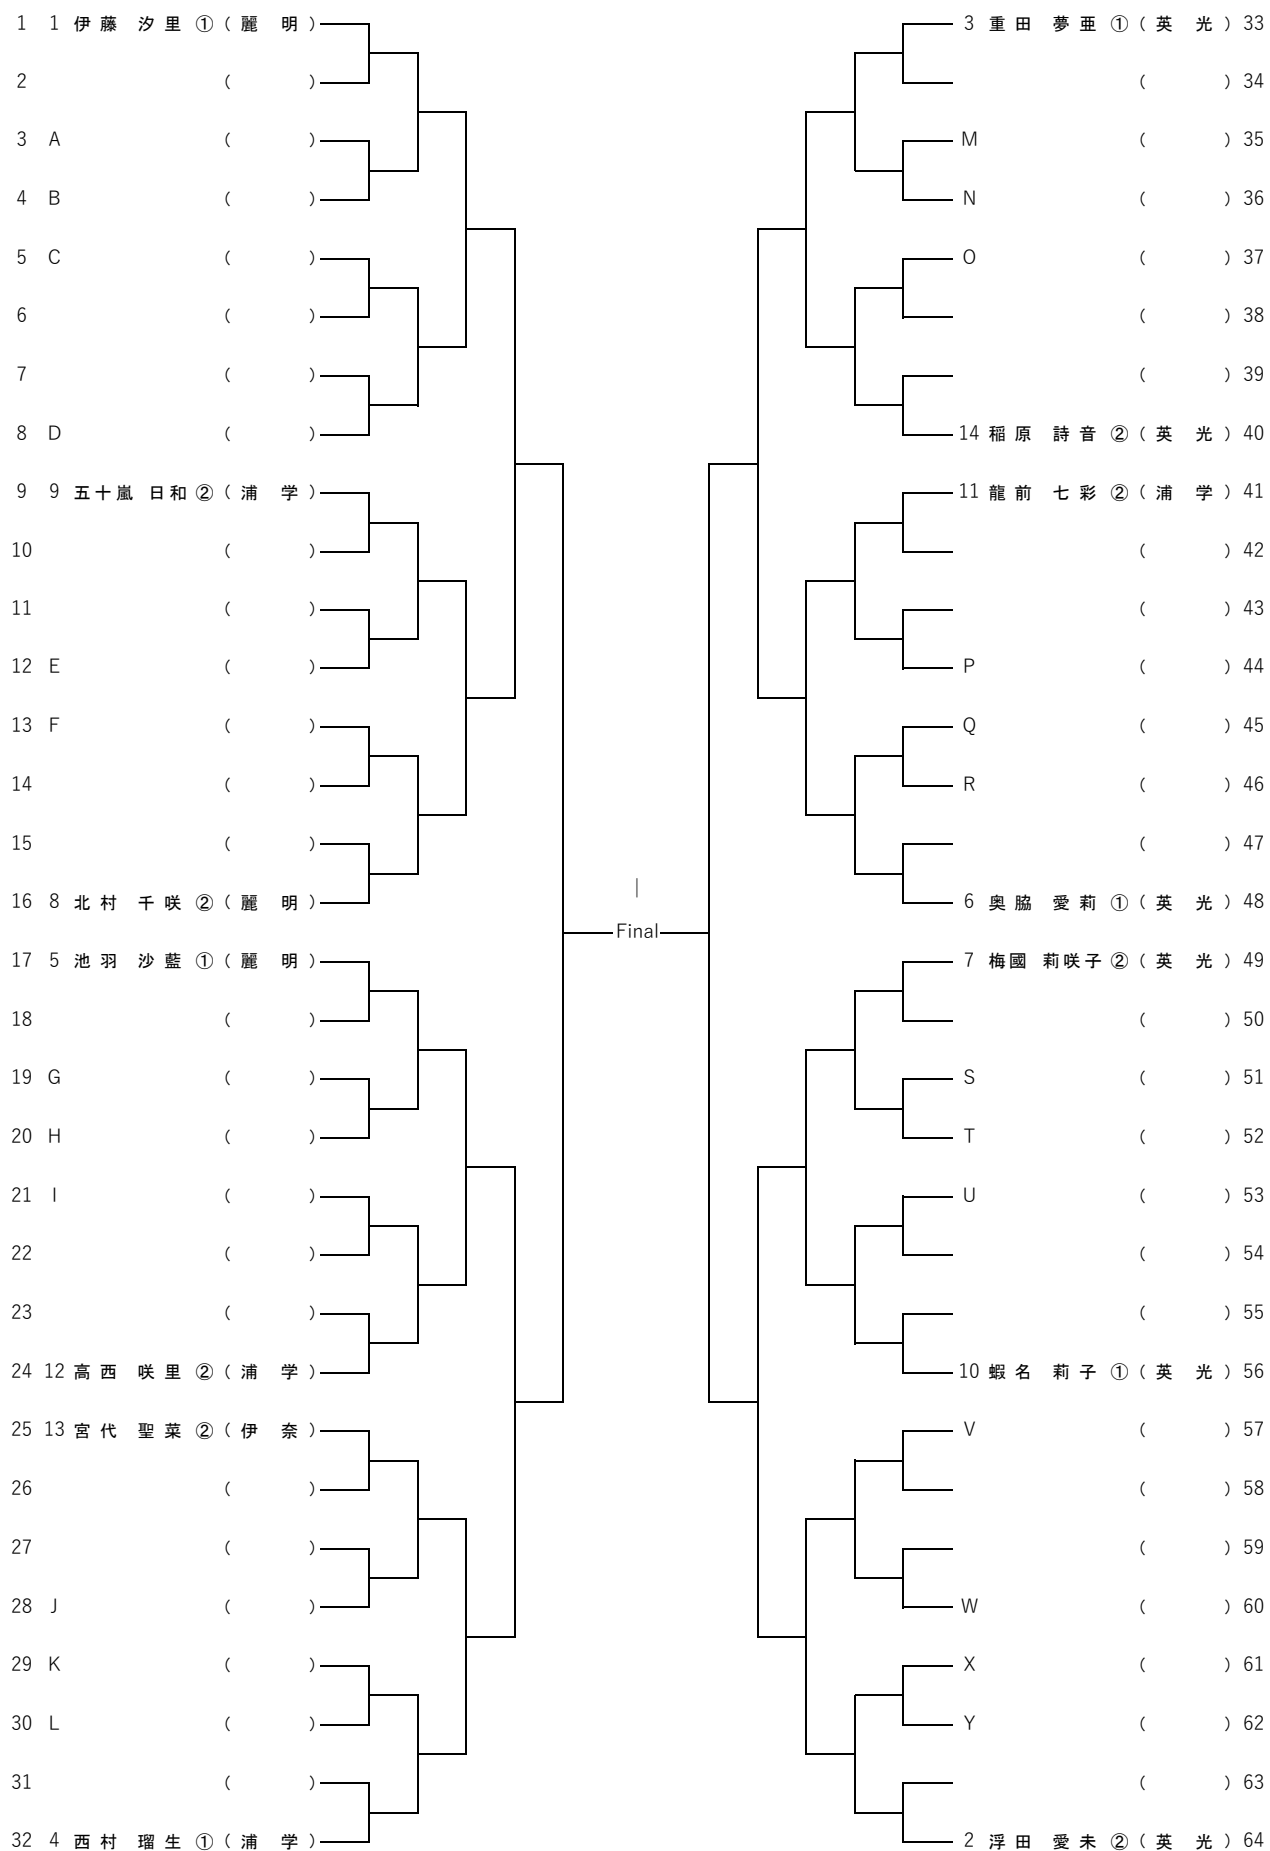 1 1 伊藤 汐里 ① ( 麗 明 )
2 ( )
3 A ( )
4 B ( )
5 C ( )
6 ( )
7 ( )
8 D ( )
9 9 五十嵐 日和 ② ( 浦 学 )
10 ( )
11 ( )
12 E ( )
13 F ( )
14 ( )
15 ( )
16 8 北村 千咲 ② ( 麗 明 )
17 5 池羽 沙藍 ① ( 麗 明 )
18 ( )
19 G ( )
20 H ( )
21 I ( )
22 ( )
23 ( )
24 12 高西 咲里 ② ( 浦 学 )
25 13 宮代 聖菜 ② ( 伊 奈 )
26 ( )
27 ( )
28 J ( )
29 K ( )
30 L ( )
31 ( )
32 4 西村 瑠生 ① ( 浦 学 )
|
Final
3 重田 夢亜 ① ( 英 光 ) 33
( ) 34
M ( ) 35
N ( ) 36
O ( ) 37
( ) 38
( ) 39
14 稲原 詩音 ② ( 英 光 ) 40
11 龍前 七彩 ② ( 浦 学 ) 41
( ) 42
( ) 43
P ( ) 44
Q ( ) 45
R ( ) 46
( ) 47
6 奥脇 愛莉 ① ( 英 光 ) 48
7 梅國 莉咲子 ② ( 英 光 ) 49
( ) 50
S ( ) 51
T ( ) 52
U ( ) 53
( ) 54
( ) 55
10 蝦名 莉子 ① ( 英 光 ) 56
V ( ) 57
( ) 58
( ) 59
W ( ) 60
X ( ) 61
Y ( ) 62
( ) 63
2 浮田 愛未 ② ( 英 光 ) 64